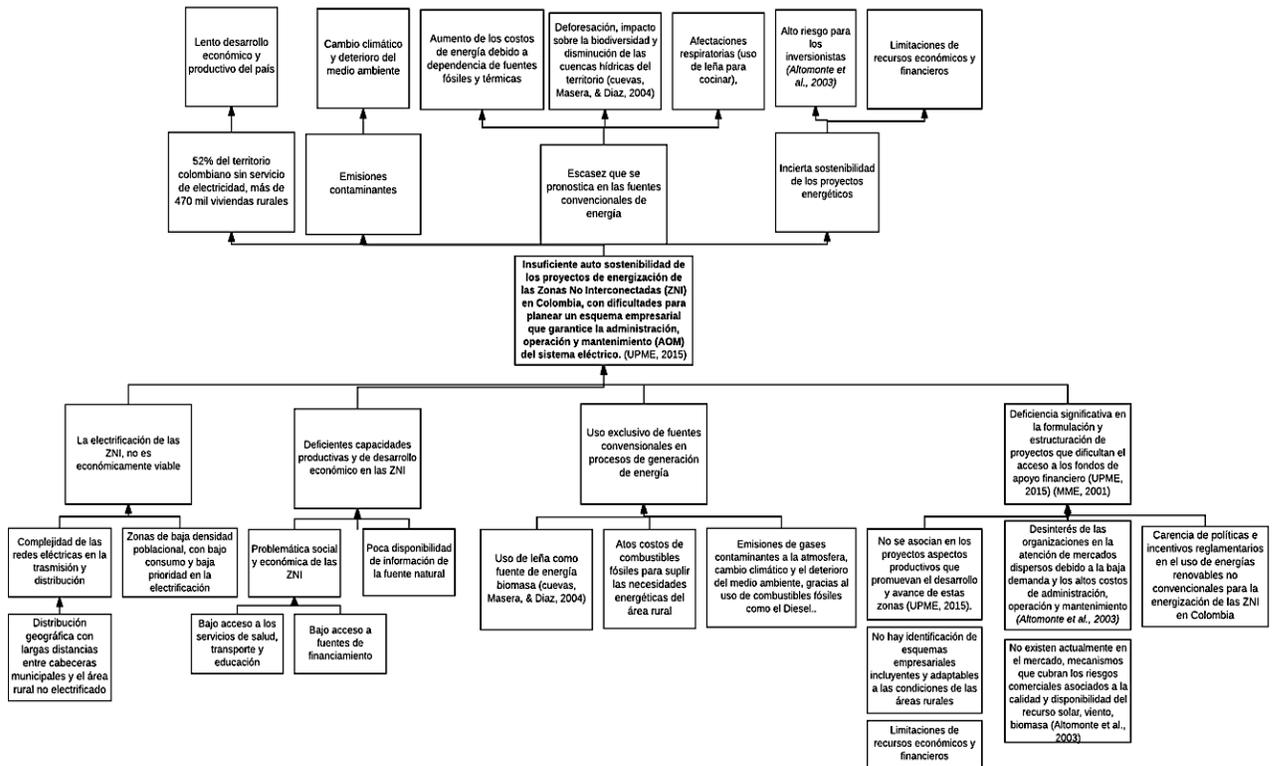 Lento desarrollo
económico y
productivo del país
Cambio climático
y deterioro del
medio ambiente
Aumento de los costos
de energía debido a
dependencia de fuentes
fósiles y térmicas
Deforesación, impacto
sobre la biodiversidad y
disminución de las
cuencas hídricas del
territorio (cuevas,
Masera, & Diaz, 2004)
Afectaciones
respiratorias (uso
de leña para
cocinar),
Alto riesgo para
los
inversionistas
(Altomonte et
al., 2003)
Limitaciones de
recursos económicos y
financieros
52% del territorio
colombiano sin servicio
de electricidad, más de
470 mil viviendas rurales
Emisiones
contaminantes
Escasez que se
pronostica en las fuentes
convencionales de
energía
Incierta sostenibilidad
de los proyectos
energéticos
Insuficiente auto sostenibilidad de
los proyectos de energización de
las Zonas No Interconectadas (ZNI)
en Colombia, con dificultades para
planear un esquema empresarial
que garantice la administración,
operación y mantenimiento (AOM)
del sistema eléctrico. (UPME, 2015)
La electrificación de las
ZNI, no es
económicamente viable
Deficientes capacidades
productivas y de desarrollo
económico en las ZNI
Uso exclusivo de fuentes
convencionales en
procesos de generación
de energía
Deficiencia significativa en
la formulación y
estructuración de
proyectos que dificultan el
acceso a los fondos de
apoyo financiero (UPME,
2015) (MME, 2001)
Complejidad de las
redes eléctricas en la
trasmisión y
distribución
Zonas de baja densidad
poblacional, con bajo
consumo y baja
prioridad en la
electrificación
Problemática social
y económica de las
ZNI
Poca disponibilidad
de información de
la fuente natural
Uso de leña como
fuente de energía
biomasa (cuevas,
Masera, & Diaz, 2004)
Atos costos de
combustibles
fósiles para suplir
las necesidades
energéticas del
área rural
Emisiones de gases
contaminantes a la atmosfera,
cambio climático y el deterioro
del medio ambiente, gracias al
uso de combustibles fósiles
como el Diesel..
No se asocian en los
proyectos aspectos
productivos que
promuevan el desarrollo
y avance de estas
zonas (UPME, 2015).
Desinterés de las
organizaciones en la
atención de mercados
dispersos debido a la baja
demanda y los altos costos
de administración,
operación y mantenimiento
(Altomonte et al., 2003)
Carencia de políticas e
incentivos reglamentarios
en el uso de energías
renovables no
convencionales para la
energización de las ZNI
en Colombia
Distribución
geográfica con
largas distancias
entre cabeceras
municipales y el área
rural no electrificado
Bajo acceso a los
servicios de salud,
transporte y
educación
Bajo acceso a
fuentes de
financiamiento
No hay identificación de
esquemas
empresariales
incluyentes y adaptables
a las condiciones de las
áreas rurales
No existen actualmente en
el mercado, mecanismos
que cubran los riesgos
comerciales asociados a la
calidad y disponibilidad del
recurso solar, viento,
biomasa (Altomonte et al.,
2003)
Limitaciones de
recursos económicos y
financieros